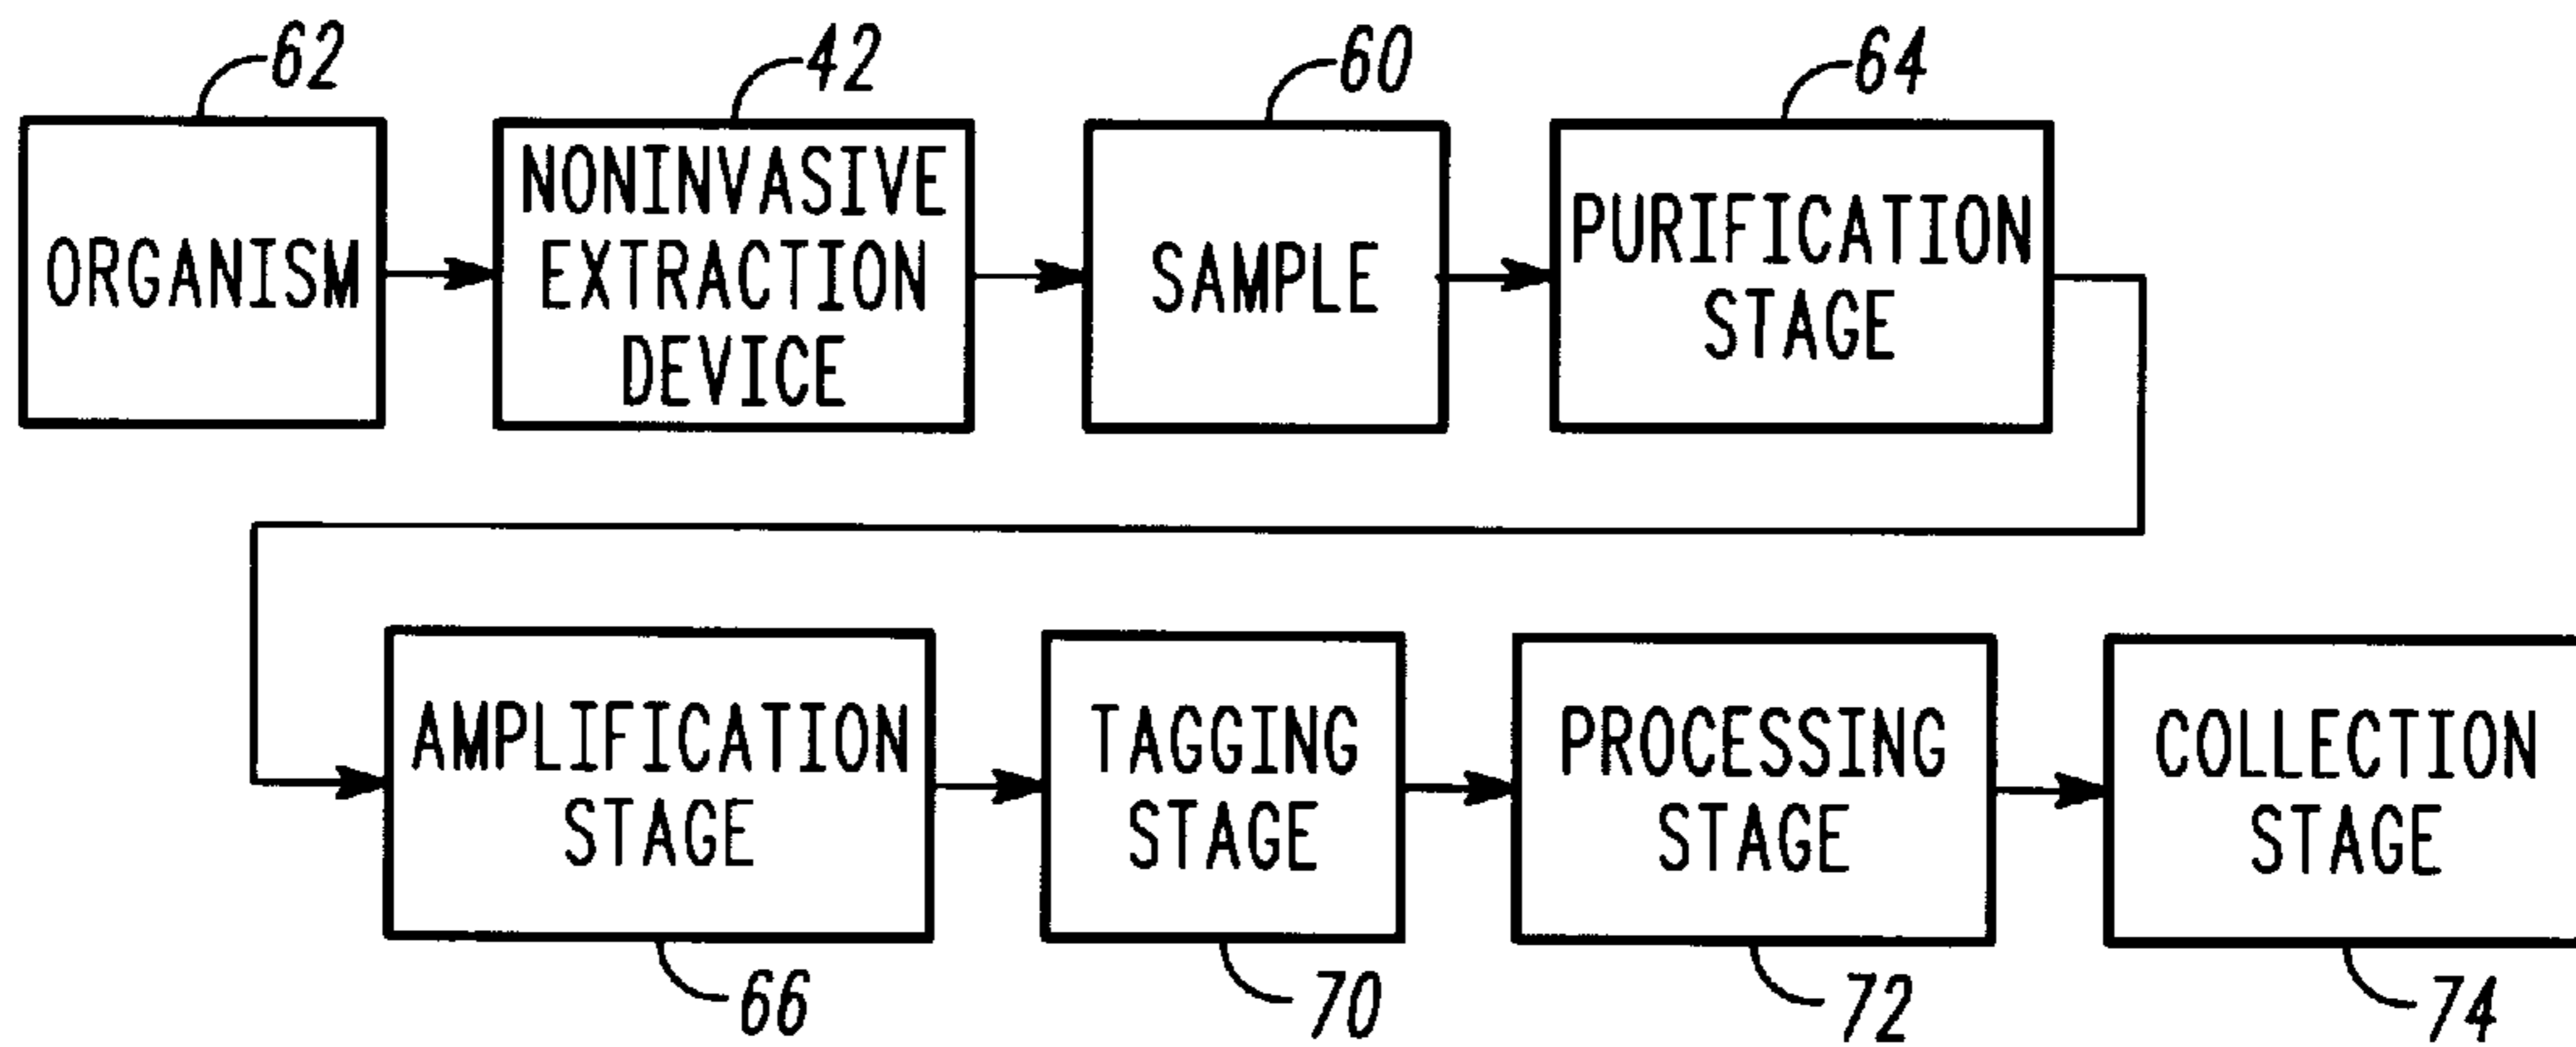 62
42
60
64
ORGANISM
NONINVASIVE
EXTRACTION
DEVICE
SAMPLE
PURIFICATION
STAGE
AMPLIFICATION
STAGE
TAGGING
STAGE
PROCESSING
STAGE
COLLECTION
STAGE
66
70
72
74